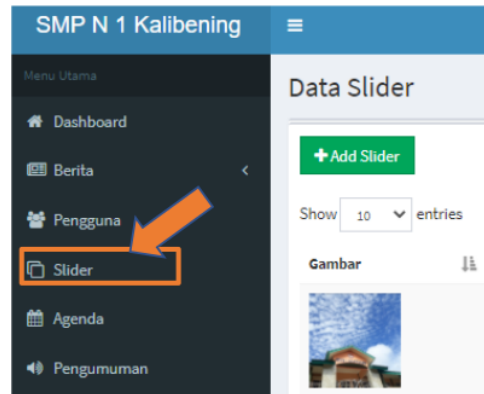 SMP N 1 Kalibening
Menu Utama
Dashboard
Berita
Pengguna
Slider
Agenda
Pengumuman
Data Slider
+ Add Slider
Show 10 entries
Gambar